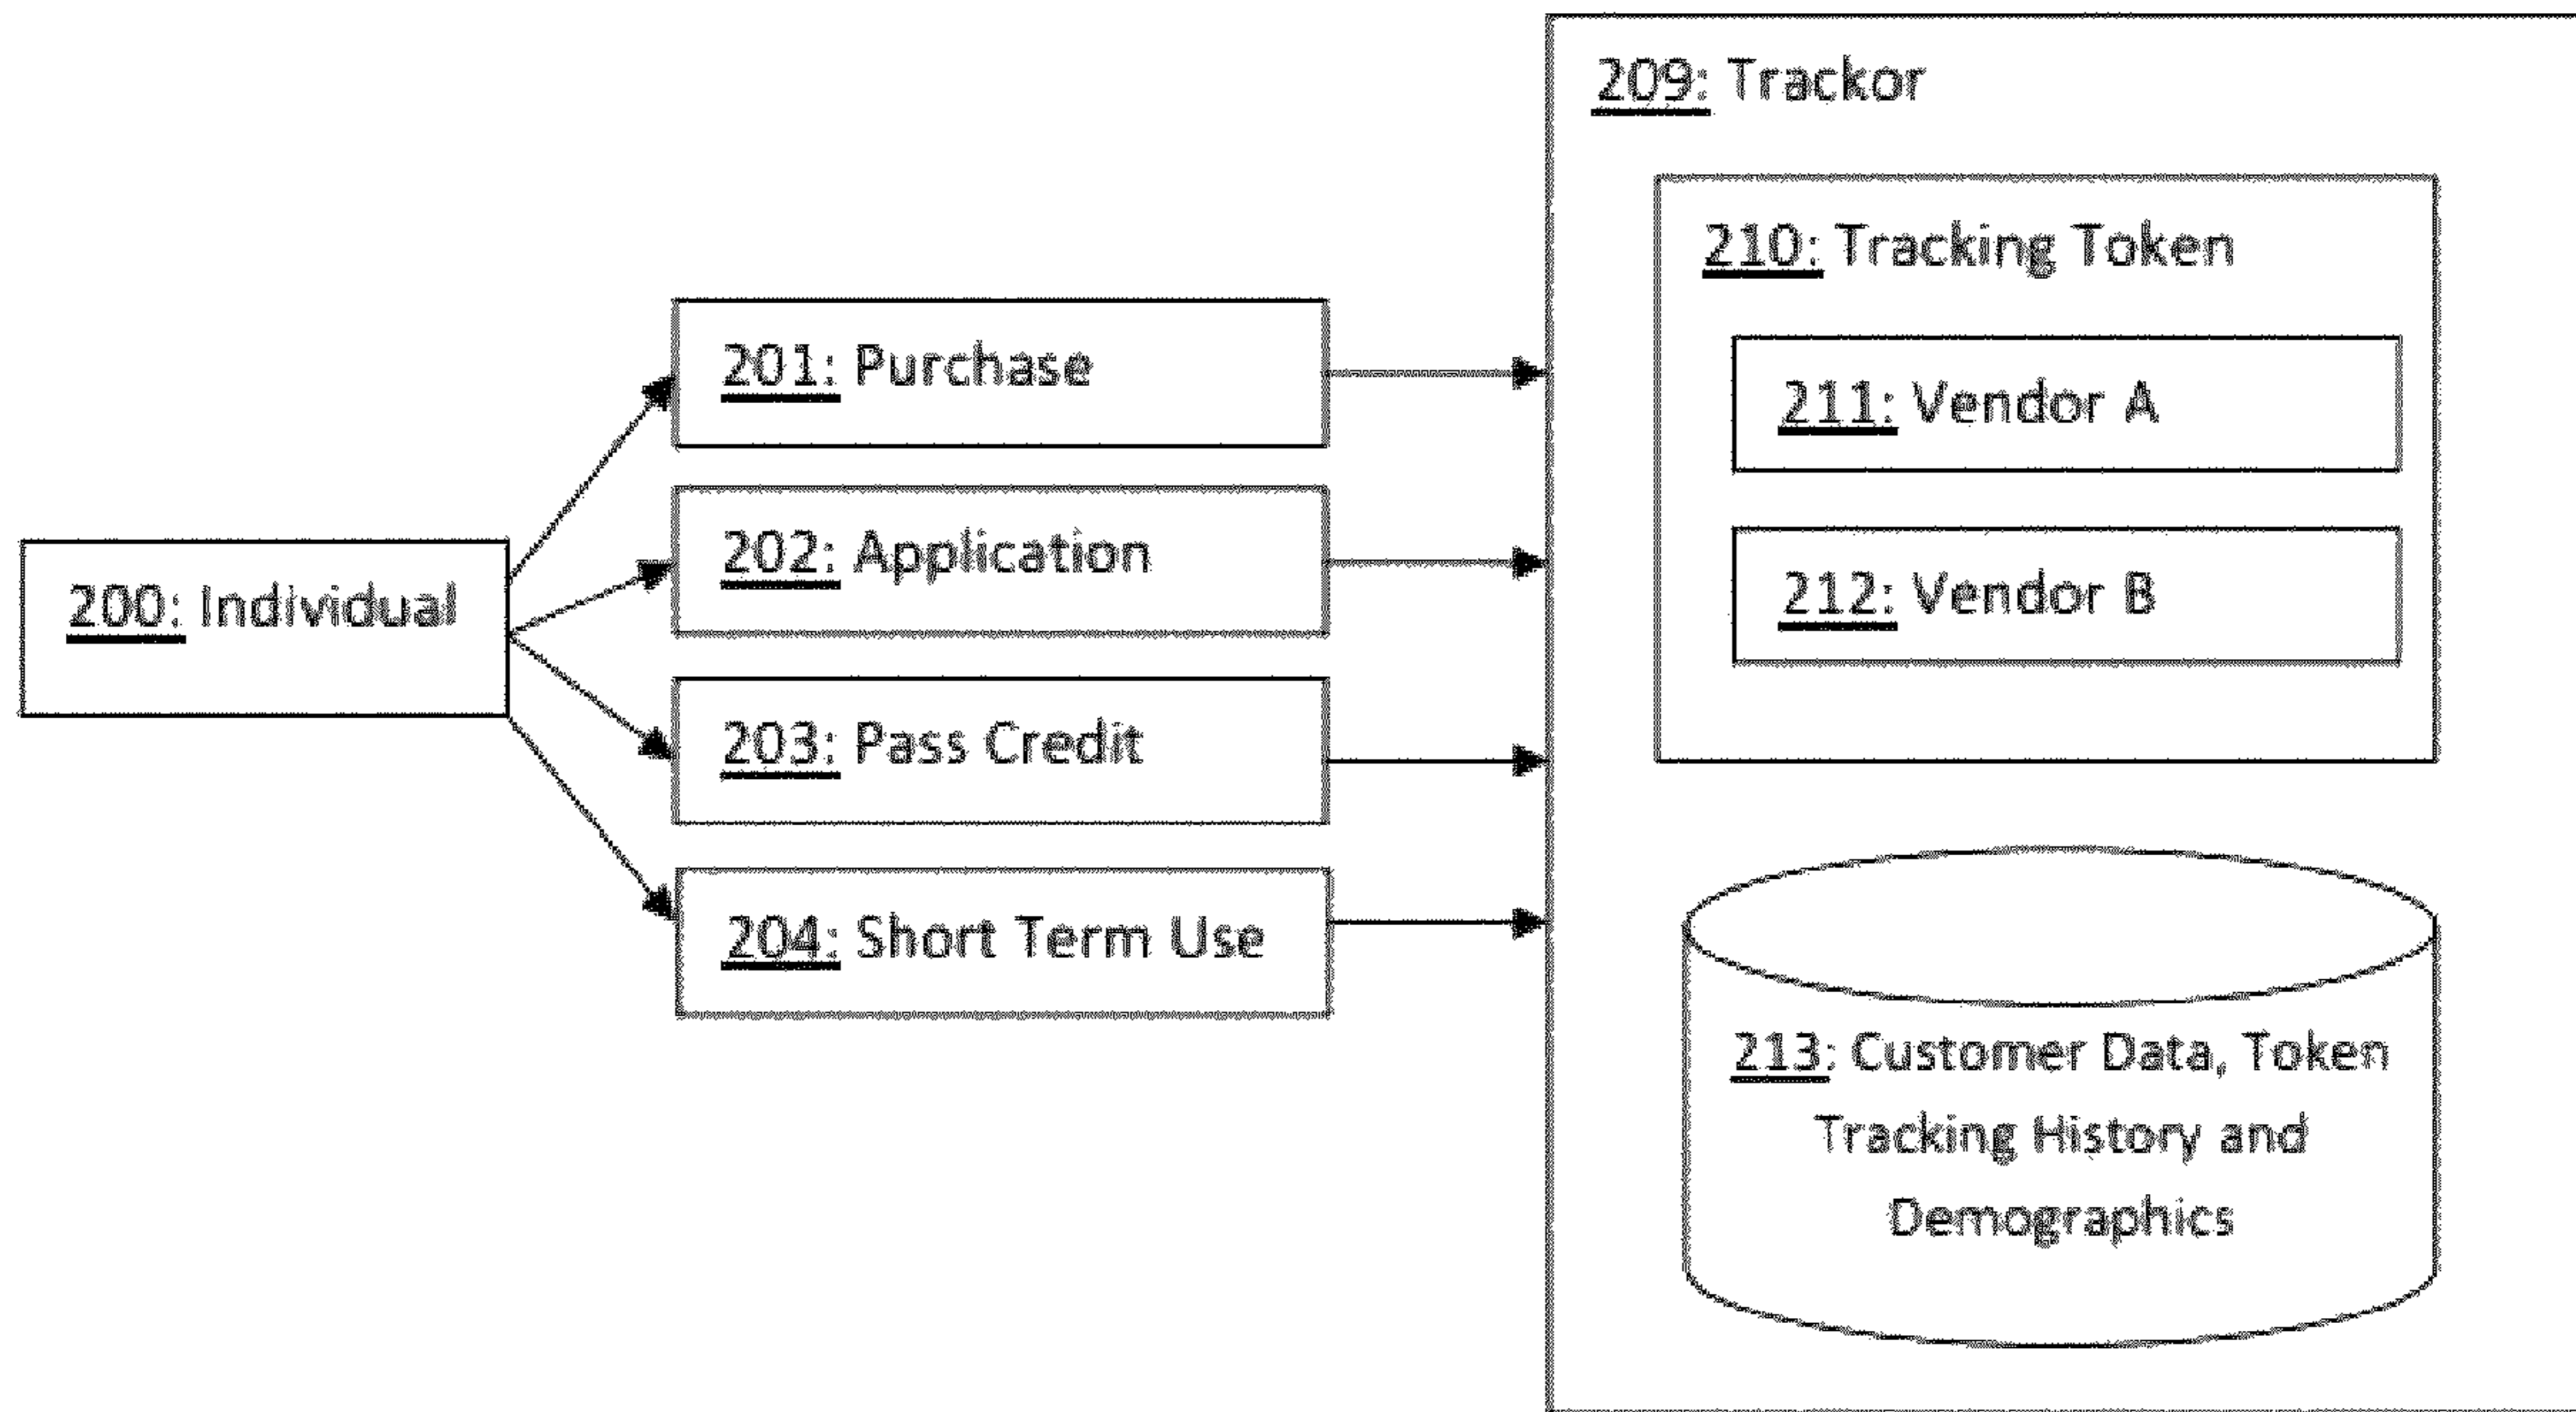 200: Individual
201: Purchase
202: Application
203: Pass Credit
204: Short Term Use
209: Trackor
210: Tracking Token
211: Vendor A
212: Vendor B
213: Customer Data, Token
Tracking History and
Demographics